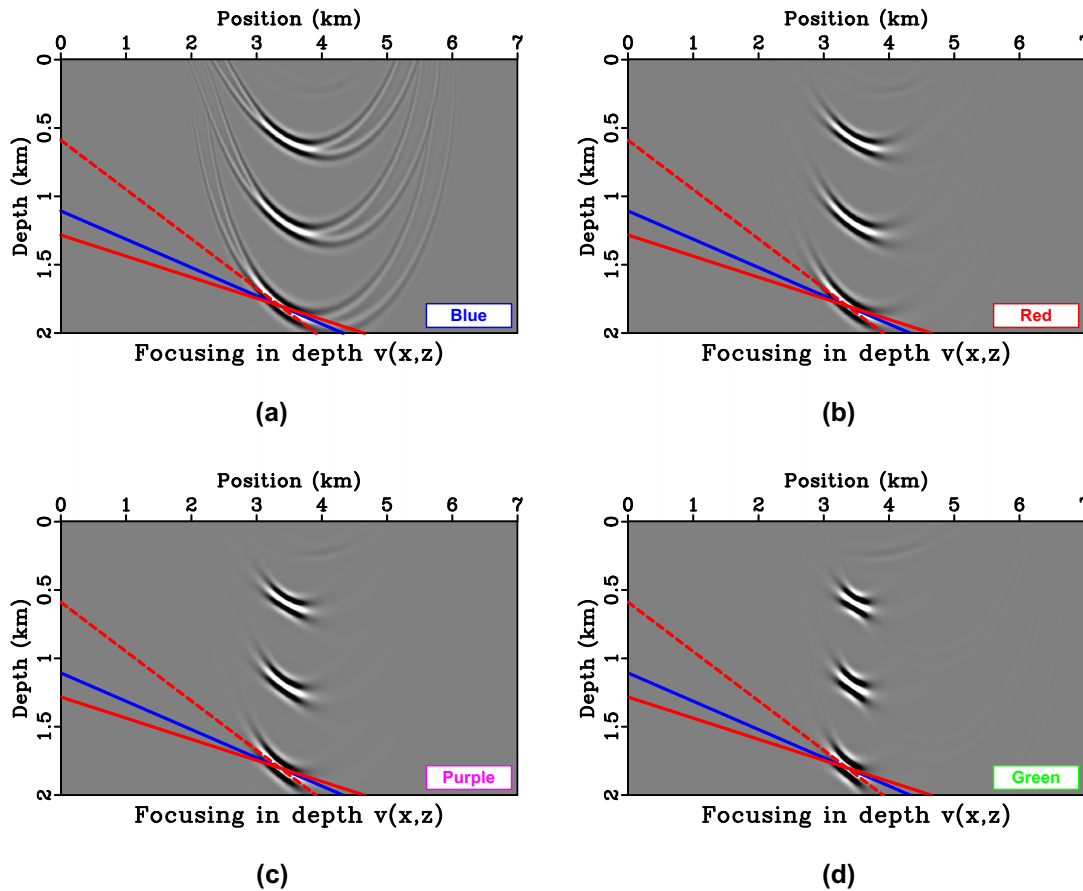 Position (km)
0 1 2 3 4 5 6 7
0
0.5
1
1.5
2
Depth (km)
Blue
Focusing in depth v(x,z)
(a)
Position (km)
0 1 2 3 4 5 6 7
0
0.5
1
1.5
2
Depth (km)
Red
Focusing in depth v(x,z)
(b)
Position (km)
0 1 2 3 4 5 6 7
0
0.5
1
1.5
2
Depth (km)
Purple
Focusing in depth v(x,z)
(c)
Position (km)
0 1 2 3 4 5 6 7
0
0.5
1
1.5
2
Depth (km)
Green
Focusing in depth v(x,z)
(d)